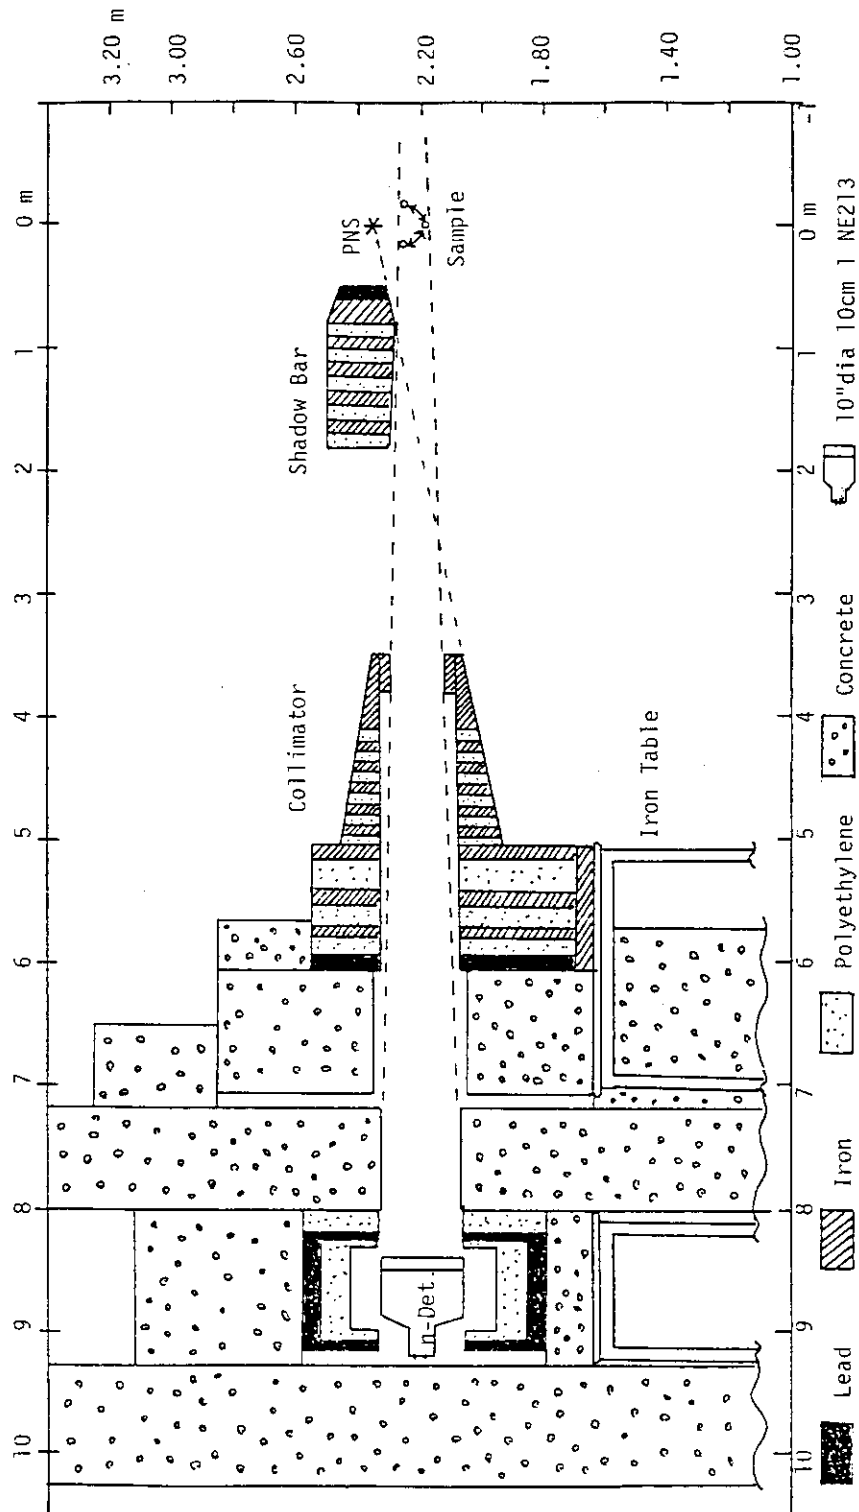 3.20 m
3.00
2.60
2.20
1.80
1.40
1.00
0 m
1
2
3
4
5
6
7
8
9
10
PNS
Sample
Shadow Bar
Collimator
Iron Table
n-Det.
-1
0 m
1
2
3
4
5
6
7
8
9
10
Lead
Iron
Polyethylene
Concrete
10"dia 10cm l NE213